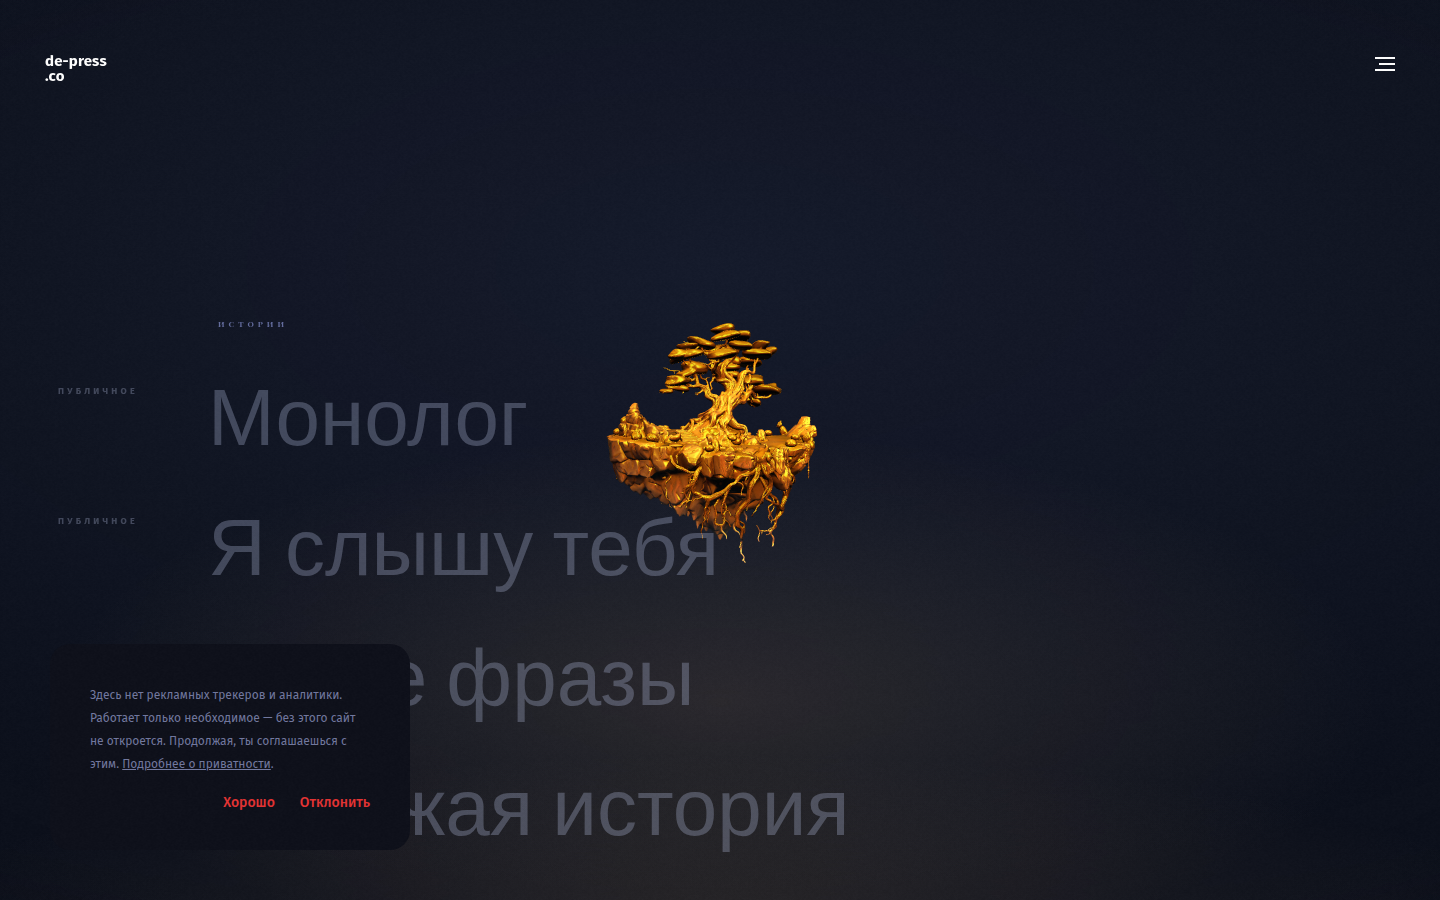 de-press
.co
ИСТОРИИ
ПУБЛИЧНОЕ
Монолог
ПУБЛИЧНОЕ
Я слышу тебя
фразы
история
Здесь нет рекламных трекеров и аналитики.
Работает только необходимое — без этого сайт
не откроется. Продолжая, ты соглашаешься с
этим. Подробнее о приватности.
Хорошо Отклонить